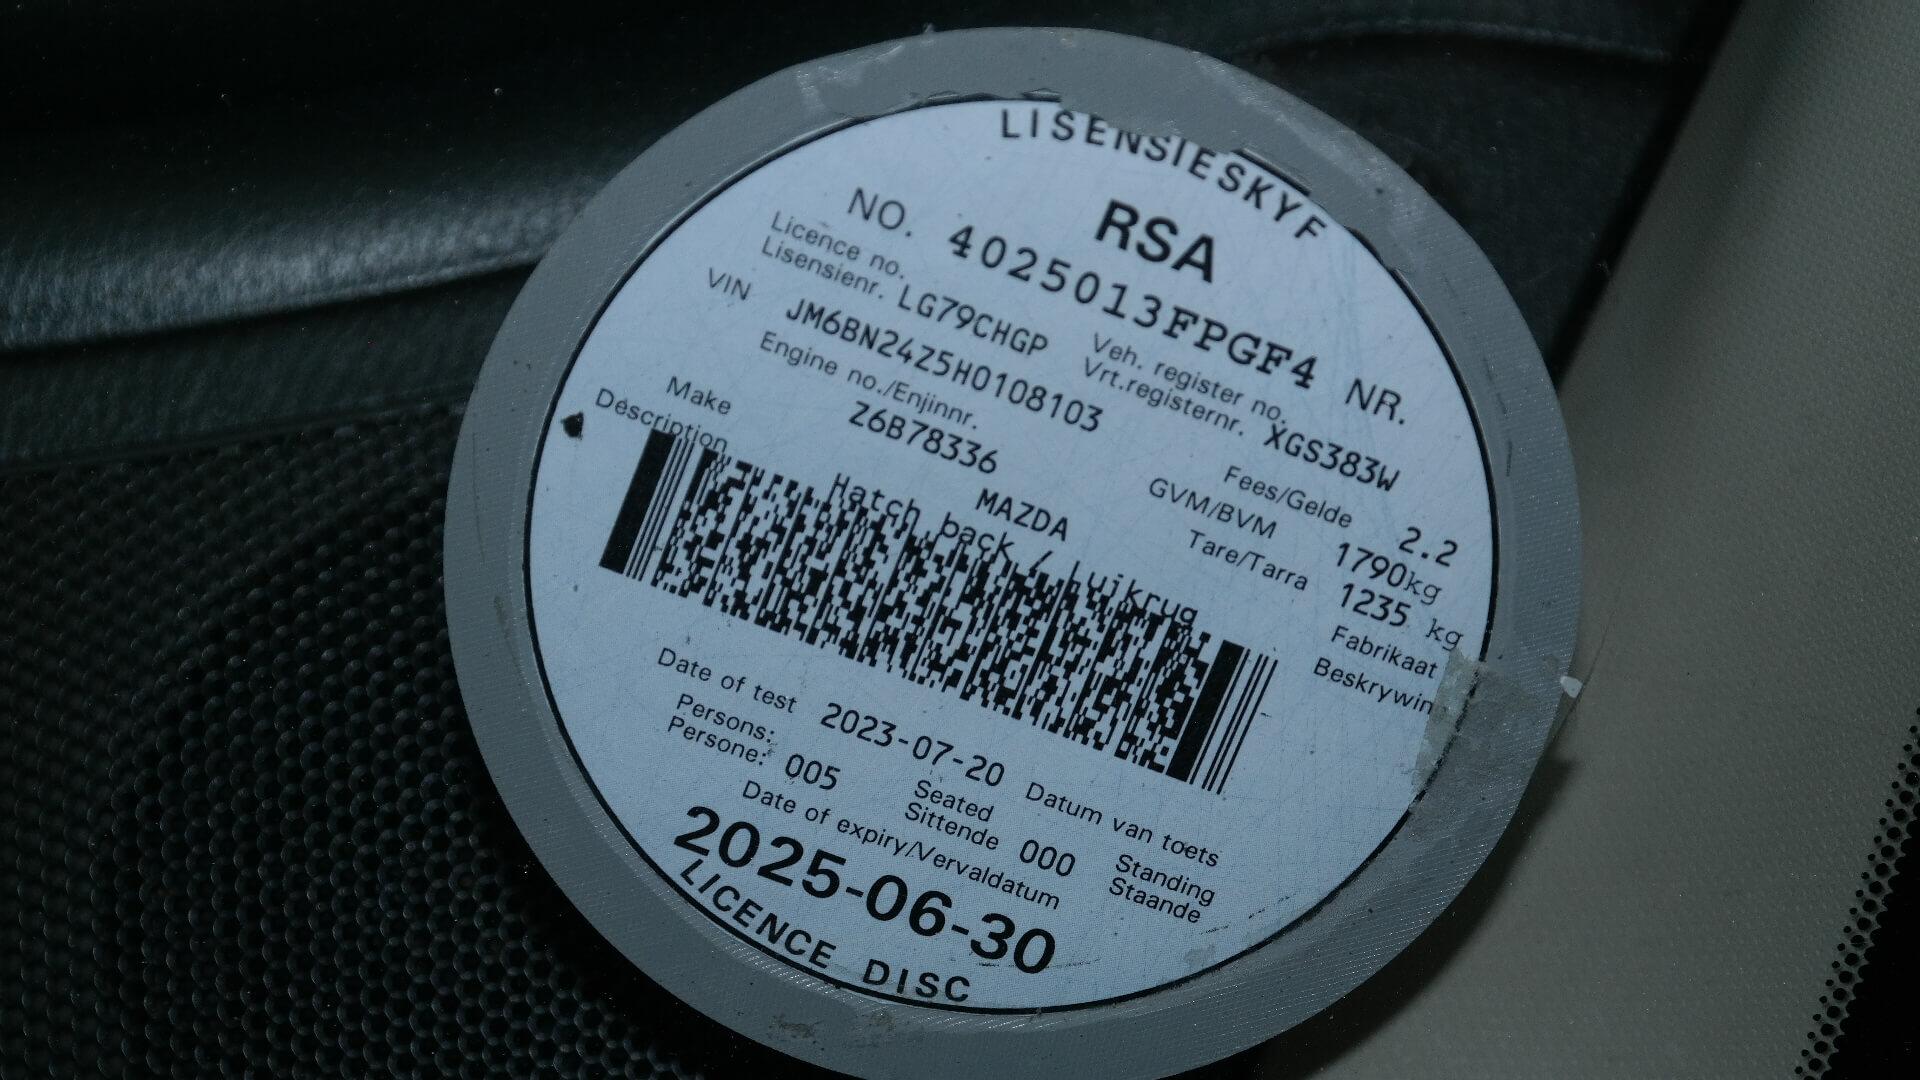 LISENSIESKYF
RSA
NO. 4025013FPGF4 NR.
Licence no.
Lisensienr. LG79CHGP
Veh. register no.
Vrt.registernr. XGS383W
VIN JM6BN24Z5H0108103
Engine no./Enjinnr.
Z6B78336
Fees/Gelde 2.2
GVM/BVM 1790kg
Tare/Tarra 1235 kg
Make MAZDA Fabrikaat
Description Hatch back / Luikrug Beskrywin
Date of test 2023-07-20 Datum van toets
Persons:
Persone: 005
Seated
Sittende 000
Standing
Staande
Date of expiry/Vervaldatum
2025-06-30
LICENCE DISC